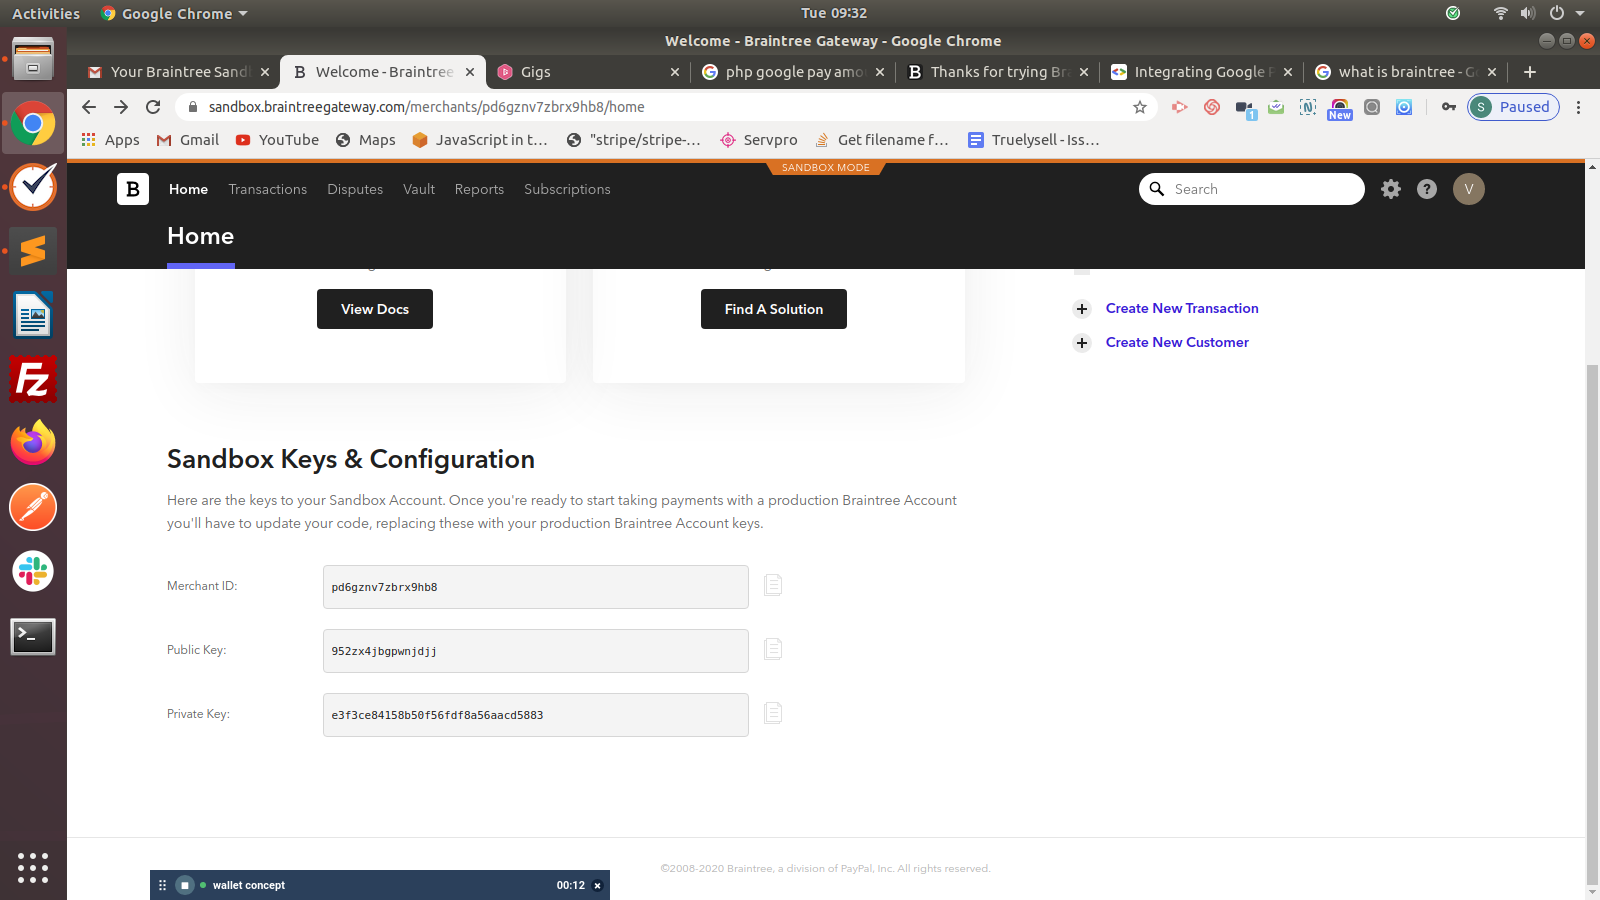 Activities Google Chrome Tue 09:32
Welcome - Braintree Gateway - Google Chrome
Your Braintree Sand Welcome - Braintree Gigs php google pay amo Thanks for trying Bra Integrating Google P what is braintree - Go
sandbox.braintreegateway.com/merchants/pd6gznv7zbrx9hb8/home 1 New S Paused
Apps Gmail YouTube Maps JavaScript in t… "stripe/stripe-… Servpro Get filename f… Truelysell - Iss…
SANDBOX MODE
B Home Transactions Disputes Vault Reports Subscriptions Search ? V
Home
View Docs Find A Solution
Create New Transaction
Create New Customer
Sandbox Keys & Configuration
Here are the keys to your Sandbox Account. Once you're ready to start taking payments with a production Braintree Account
you'll have to update your code, replacing these with your production Braintree Account keys.
Merchant ID: pd6gznv7zbrx9hb8
Public Key: 952zx4jbgpwnjdjj
Private Key: e3f3ce84158b50f56fdf8a56aacd5883
©2008-2020 Braintree, a division of PayPal, Inc. All rights reserved.
wallet concept 00:12